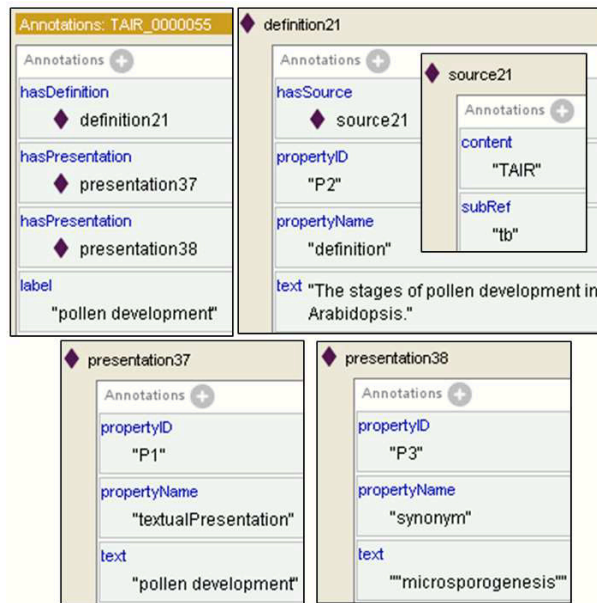 Annotations: TAIR_0000055
Annotations
hasDefinition
definition21
hasPresentation
presentation37
hasPresentation
presentation38
label
"pollen development"
definition21
Annotations
hasSource
source21
propertyID
"P2"
propertyName
"definition"
text "The stages of pollen development in
Arabidopsis."
source21
Annotations
content
"TAIR"
subRef
"tb"
presentation37
Annotations
propertyID
"P1"
propertyName
"textualPresentation"
text
"pollen development"
presentation38
Annotations
propertyID
"P3"
propertyName
"synonym"
text
""microsporogenesis""